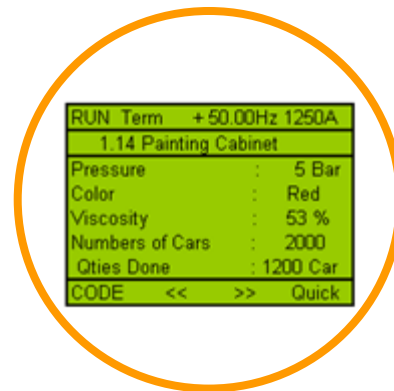 RUN Term +50.00Hz 1250A
1.14 Painting Cabinet
Pressure : 5 Bar
Color : Red
Viscosity : 53 %
Numbers of Cars : 2000
Qties Done : 1200 Car
CODE << >> Quick